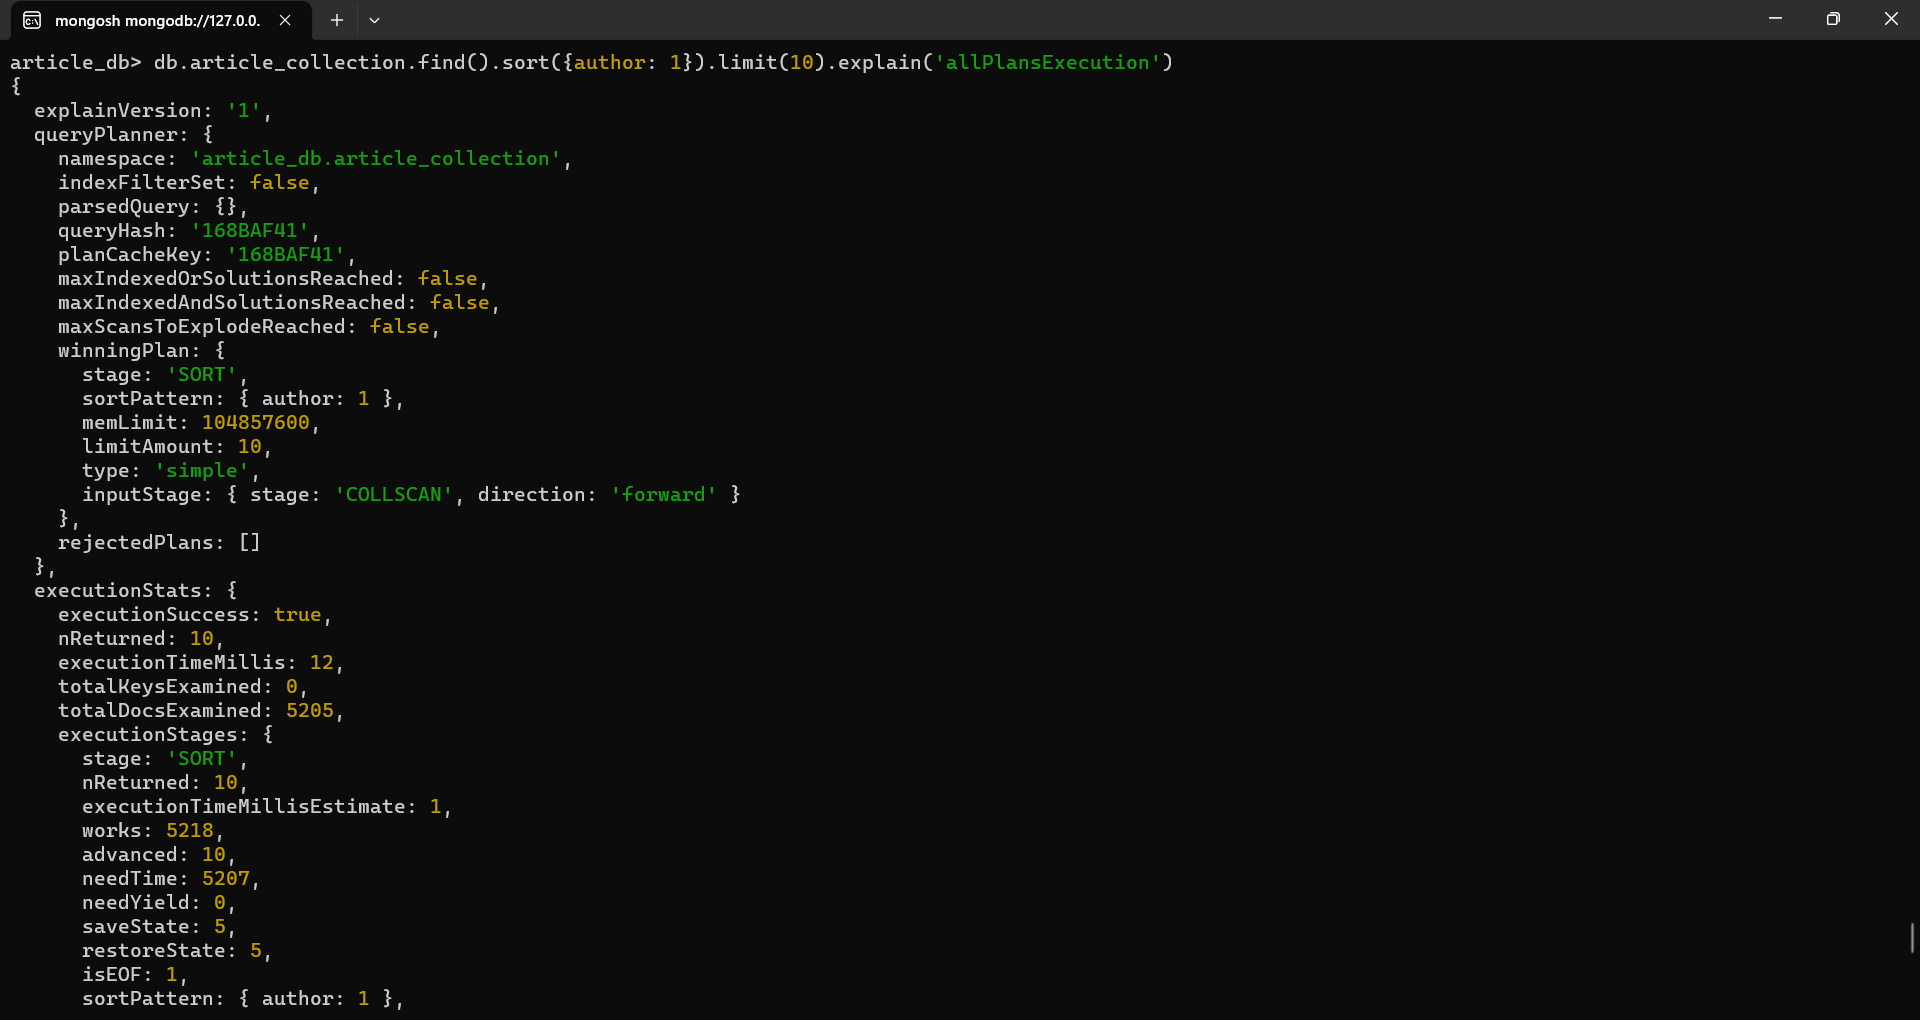 mongosh mongodb://127.0.0.
article_db> db.article_collection.find().sort({author: 1}).limit(10).explain('allPlansExecution')
{
  explainVersion: '1',
  queryPlanner: {
    namespace: 'article_db.article_collection',
    indexFilterSet: false,
    parsedQuery: {},
    queryHash: '168BAF41',
    planCacheKey: '168BAF41',
    maxIndexedOrSolutionsReached: false,
    maxIndexedAndSolutionsReached: false,
    maxScansToExplodeReached: false,
    winningPlan: {
      stage: 'SORT',
      sortPattern: { author: 1 },
      memLimit: 104857600,
      limitAmount: 10,
      type: 'simple',
      inputStage: { stage: 'COLLSCAN', direction: 'forward' }
    },
    rejectedPlans: []
  },
  executionStats: {
    executionSuccess: true,
    nReturned: 10,
    executionTimeMillis: 12,
    totalKeysExamined: 0,
    totalDocsExamined: 5205,
    executionStages: {
      stage: 'SORT',
      nReturned: 10,
      executionTimeMillisEstimate: 1,
      works: 5218,
      advanced: 10,
      needTime: 5207,
      needYield: 0,
      saveState: 5,
      restoreState: 5,
      isEOF: 1,
      sortPattern: { author: 1 },